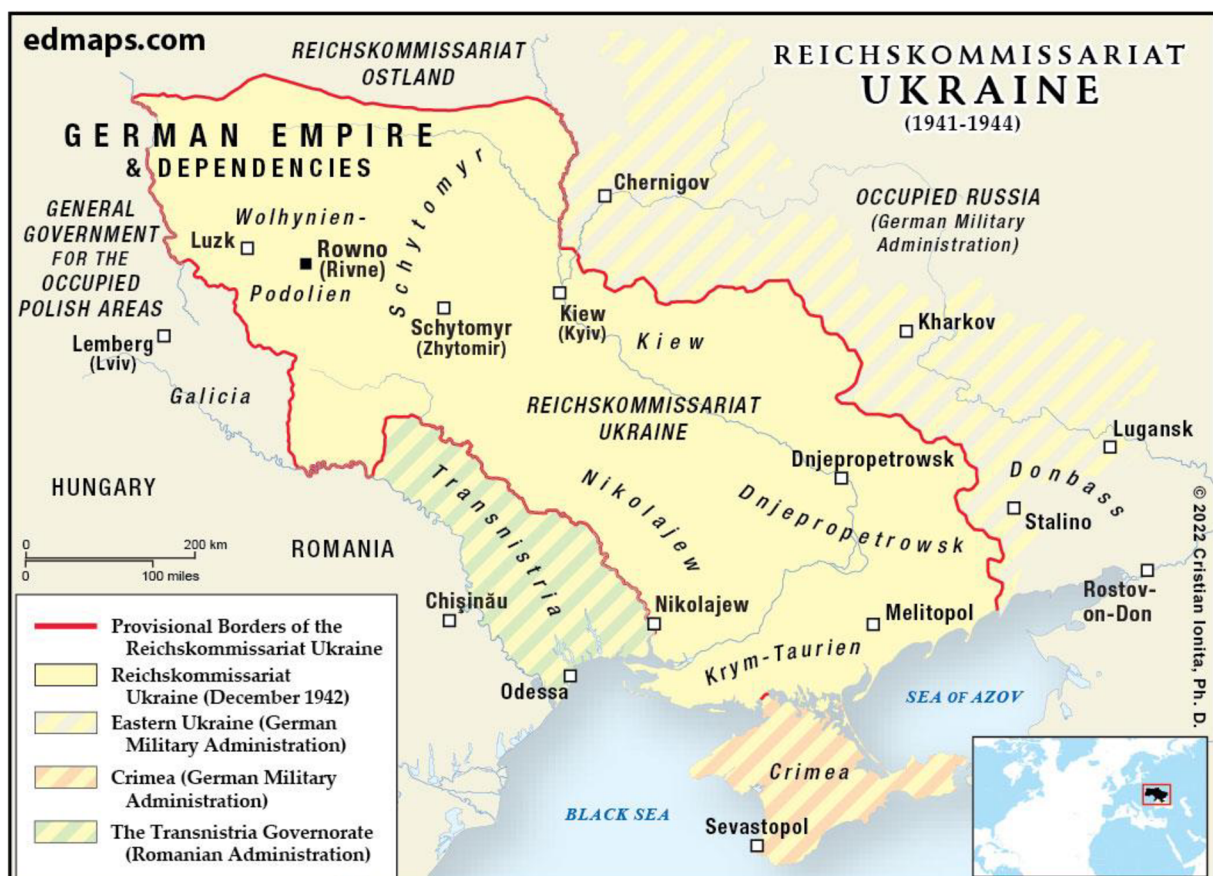 edmaps.com
REICHSKOMMISSARIAT
OSTLAND
REICHSKOMMISSARIAT
UKRAINE
(1941-1944)
GERMAN EMPIRE
& DEPENDENCIES
GENERAL
GOVERNMENT
FOR THE
OCCUPIED
POLISH AREAS
Wolhynien-
Podolien
Luzk
Rowno
(Rivne)
Schytomyr
Schytomyr
(Zhytomir)
Chernigov
OCCUPIED RUSSIA
(German Military
Administration)
Kiew
(Kyiv)
Kiew
Kharkov
Lemberg
(Lviv)
Galicia
REICHSKOMMISSARIAT
UKRAINE
Lugansk
Donbass
Stalino
Dnjepropetrowsk
Dnjepropetrowsk
Nikolajew
Transnistria
HUNGARY
ROMANIA
0 200 km
0 100 miles
Chişinău
Nikolajew
Melitopol
Rostov-
on-Don
Odessa
Krym-Taurien
SEA OF AZOV
BLACK SEA
Crimea
Sevastopol
Provisional Borders of the
Reichskommissariat Ukraine
Reichskommissariat
Ukraine (December 1942)
Eastern Ukraine (German
Military Administration)
Crimea (German Military
Administration)
The Transnistria Governorate
(Romanian Administration)
© 2022 Cristian Ionita, Ph. D.